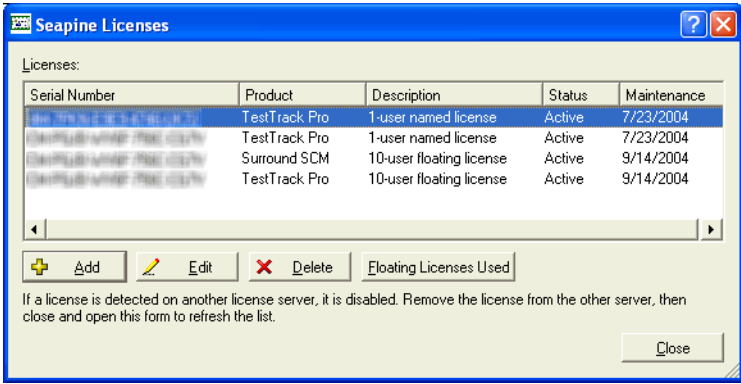 Seapine Licenses
Licenses:
Serial Number Product Description Status Maintenance
TestTrack Pro 1-user named license Active 7/23/2004
TestTrack Pro 1-user named license Active 7/23/2004
Surround SCM 10-user floating license Active 9/14/2004
TestTrack Pro 10-user floating license Active 9/14/2004
Add Edit Delete Floating Licenses Used
If a license is detected on another license server, it is disabled. Remove the license from the other server, then
close and open this form to refresh the list.
Close